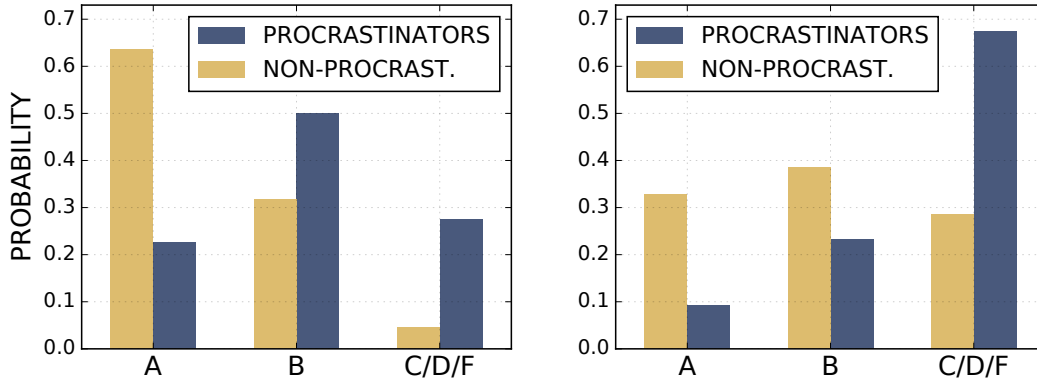 PROBABILITY
0.7
0.6
0.5
0.4
0.3
0.2
0.1
0.0
PROCRASTINATORS
NON-PROCRAST.
A B C/D/F
0.7
0.6
0.5
0.4
0.3
0.2
0.1
0.0
PROCRASTINATORS
NON-PROCRAST.
A B C/D/F